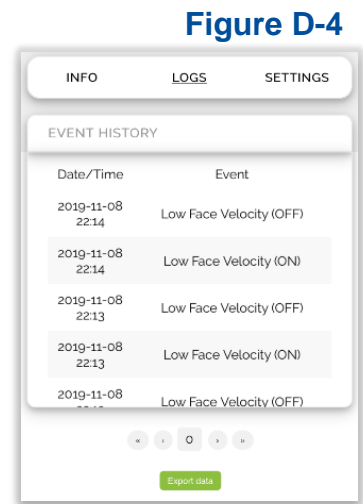 Figure D-4
INFO LOGS SETTINGS
EVENT HISTORY
Date/Time Event
2019-11-08
22:14 Low Face Velocity (OFF)
2019-11-08
22:14 Low Face Velocity (ON)
2019-11-08
22:13 Low Face Velocity (OFF)
2019-11-08
22:13 Low Face Velocity (ON)
2019-11-08
Low Face Velocity (OFF)
« ‹ 0 › »
Export data